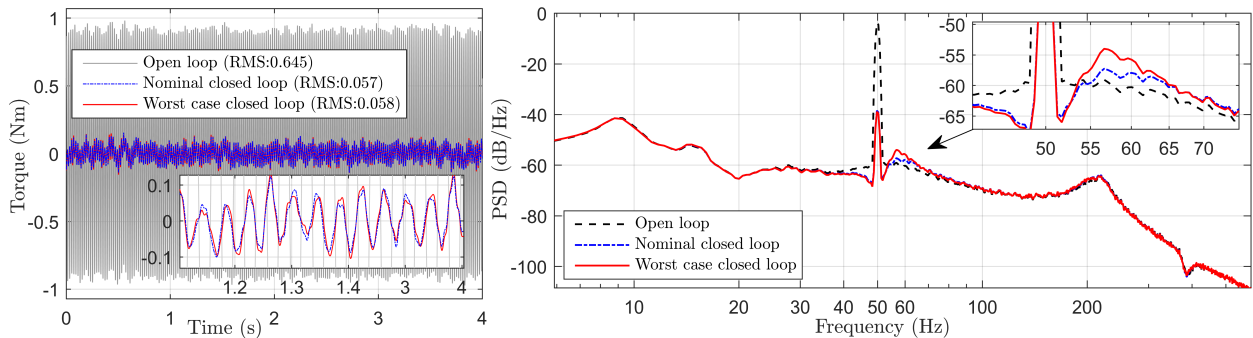 1
0.5
0
-0.5
-1
Torque (Nm)
Open loop (RMS:0.645)
Nominal closed loop (RMS:0.057)
Worst case closed loop (RMS:0.058)
0.1
0
-0.1
1.2 1.3 1.4 3 4
0 1 2 3 4
Time (s)
0
-20
-40
-60
-80
-100
PSD (dB/Hz)
-50
-55
-60
-65
50 55 60 65 70
Open loop
Nominal closed loop
Worst case closed loop
10 20 30 40 50 60 100 200
Frequency (Hz)